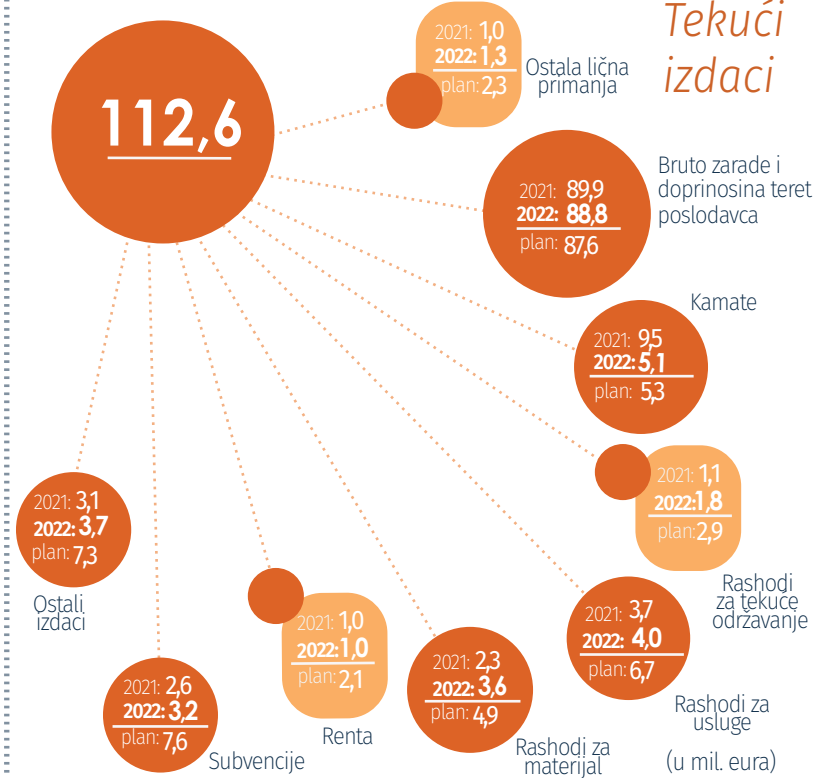 Tekući
izdaci
112,6
2021: 1,0
2022: 1,3
plan: 2,3
Ostala lična
primanja
2021: 89,9
2022: 88,8
plan: 87,6
Bruto zarade i
doprinosina teret
poslodavca
Kamate
2021: 9,5
2022: 5,1
plan: 5,3
2021: 1,1
2022: 1,8
plan: 2,9
Rashodi
za tekuće
održavanje
2021: 3,7
2022: 4,0
plan: 6,7
Rashodi za
usluge
2021: 2,3
2022: 3,6
plan: 4,9
Rashodi za
materijal
2021: 1,0
2022: 1,0
plan: 2,1
Renta
2021: 2,6
2022: 3,2
plan: 7,6
Subvencije
2021: 3,1
2022: 3,7
plan: 7,3
Ostali
izdaci
(u mil. eura)